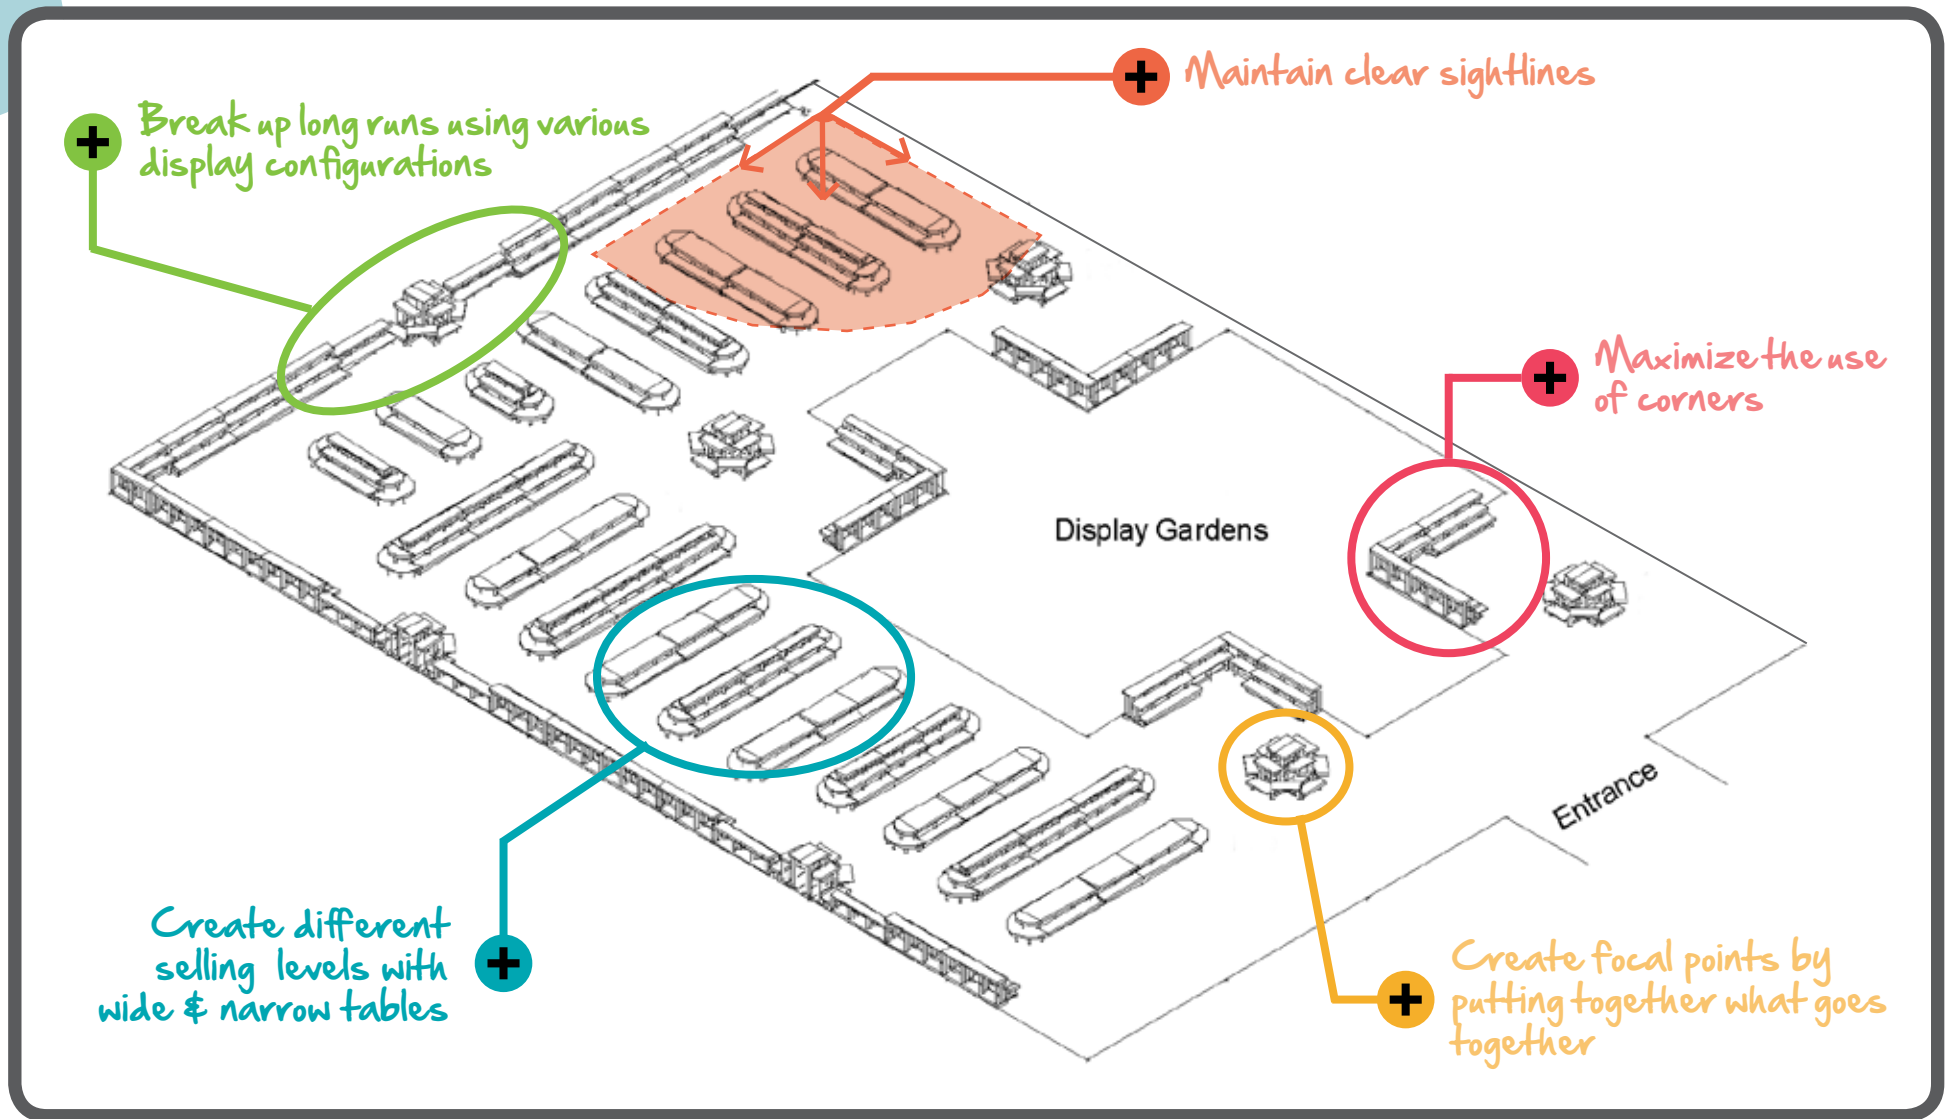 Maintain clear sightlines
Break up long runs using various
display configurations
Maximize the use
of corners
Display Gardens
Entrance
Create different
selling levels with
wide & narrow tables
Create focal points by
putting together what goes
together